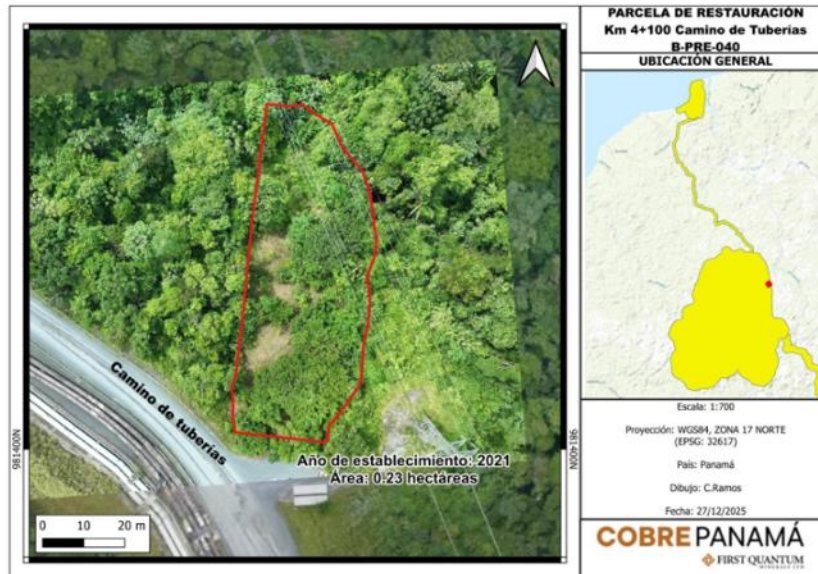 PARCELA DE RESTAURACIÓN
Km 4+100 Camino de Tuberías
B-PRE-040
UBICACIÓN GENERAL
Camino de tuberías
981400N
981400N
Año de establecimiento: 2021
Área: 0.23 hectáreas
0 10 20 m
Escala: 1:700
Proyección: WGS84, ZONA 17 NORTE
(EPSG: 32617)
País: Panamá
Dibujo: C.Ramos
Fecha: 27/12/2025
COBRE PANAMÁ
FIRST QUANTUM
MINERALS LTD